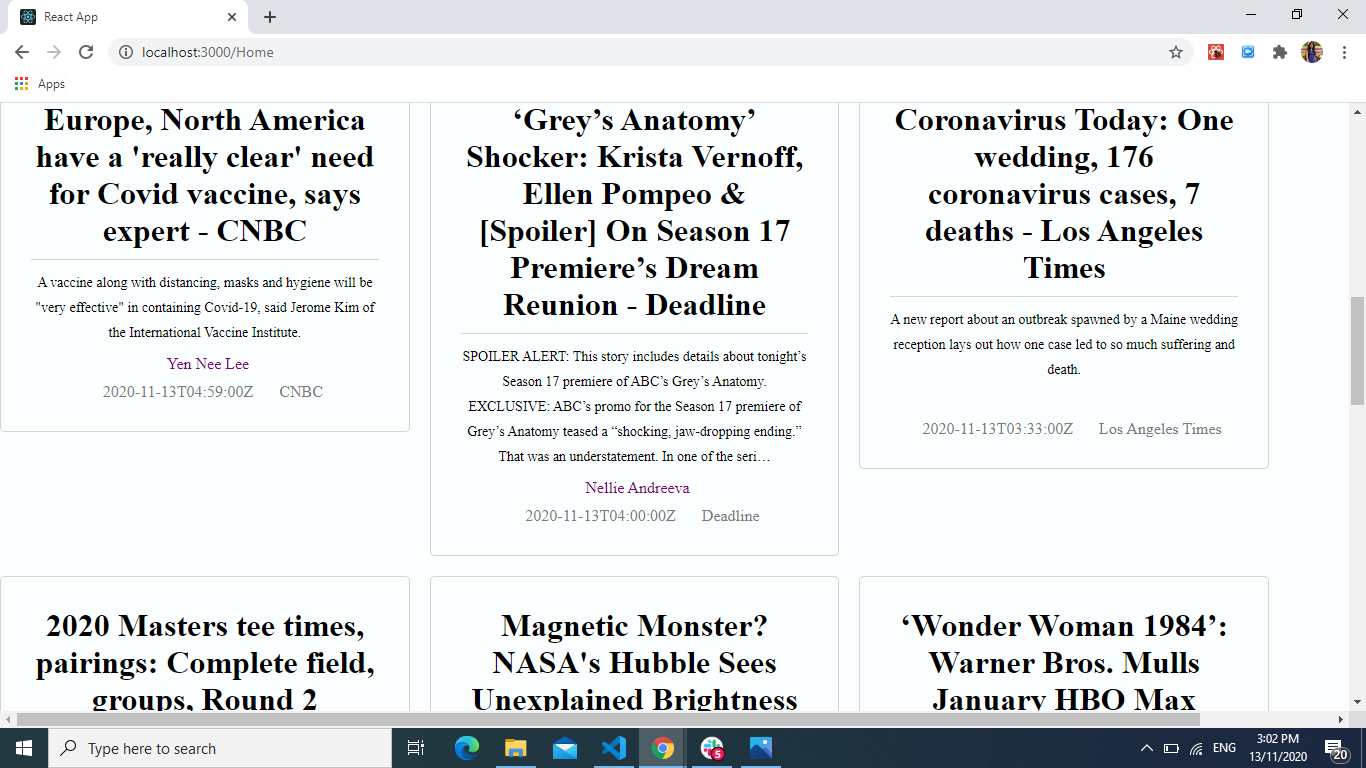 React App
localhost:3000/Home
Apps
Europe, North America
have a 'really clear' need
for Covid vaccine, says
expert - CNBC
A vaccine along with distancing, masks and hygiene will be
"very effective" in containing Covid-19, said Jerome Kim of
the International Vaccine Institute.
Yen Nee Lee
2020-11-13T04:59:00Z CNBC
‘Grey’s Anatomy’
Shocker: Krista Vernoff,
Ellen Pompeo &
[Spoiler] On Season 17
Premiere’s Dream
Reunion - Deadline
SPOILER ALERT: This story includes details about tonight’s
Season 17 premiere of ABC’s Grey’s Anatomy.
EXCLUSIVE: ABC’s promo for the Season 17 premiere of
Grey’s Anatomy teased a “shocking, jaw-dropping ending.”
That was an understatement. In one of the seri…
Nellie Andreeva
2020-11-13T04:00:00Z Deadline
Coronavirus Today: One
wedding, 176
coronavirus cases, 7
deaths - Los Angeles
Times
A new report about an outbreak spawned by a Maine wedding
reception lays out how one case led to so much suffering and
death.
2020-11-13T03:33:00Z Los Angeles Times
2020 Masters tee times,
pairings: Complete field,
groups, Round 2
Magnetic Monster?
NASA's Hubble Sees
Unexplained Brightness
‘Wonder Woman 1984’:
Warner Bros. Mulls
January HBO Max
Type here to search
5
ENG
3:02 PM
13/11/2020
20